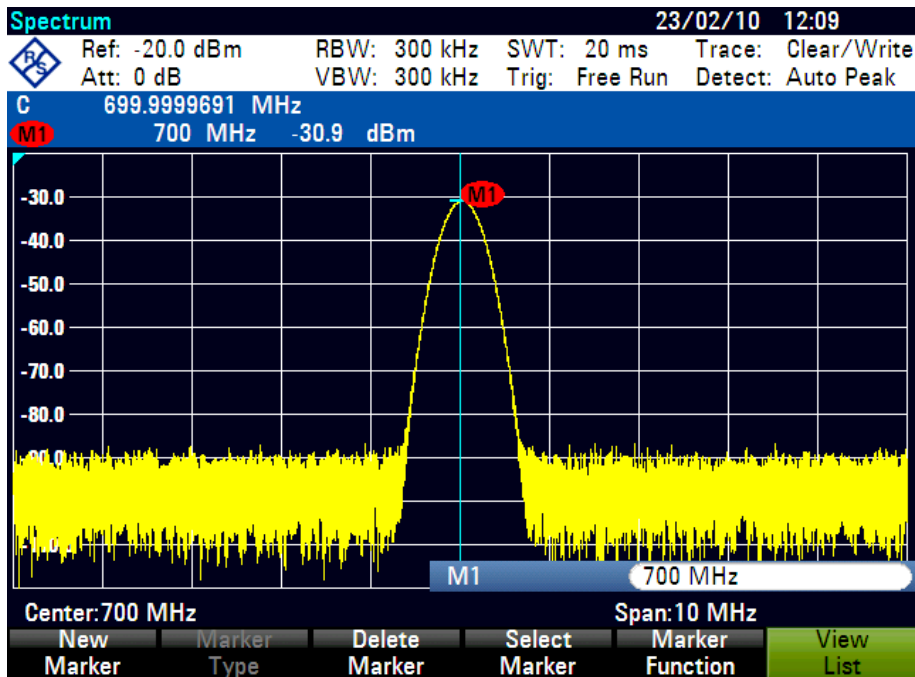 Spectrum 23/02/10 12:09
R&S Ref: -20.0 dBm RBW: 300 kHz SWT: 20 ms Trace: Clear/Write
Att: 0 dB VBW: 300 kHz Trig: Free Run Detect: Auto Peak
C 699.9999691 MHz
M1 700 MHz -30.9 dBm
M1
-30.0
-40.0
-50.0
-60.0
-70.0
-80.0
M1 700 MHz
Center:700 MHz Span:10 MHz
New Marker
Marker Type
Delete Marker
Select Marker
Marker Function
View List